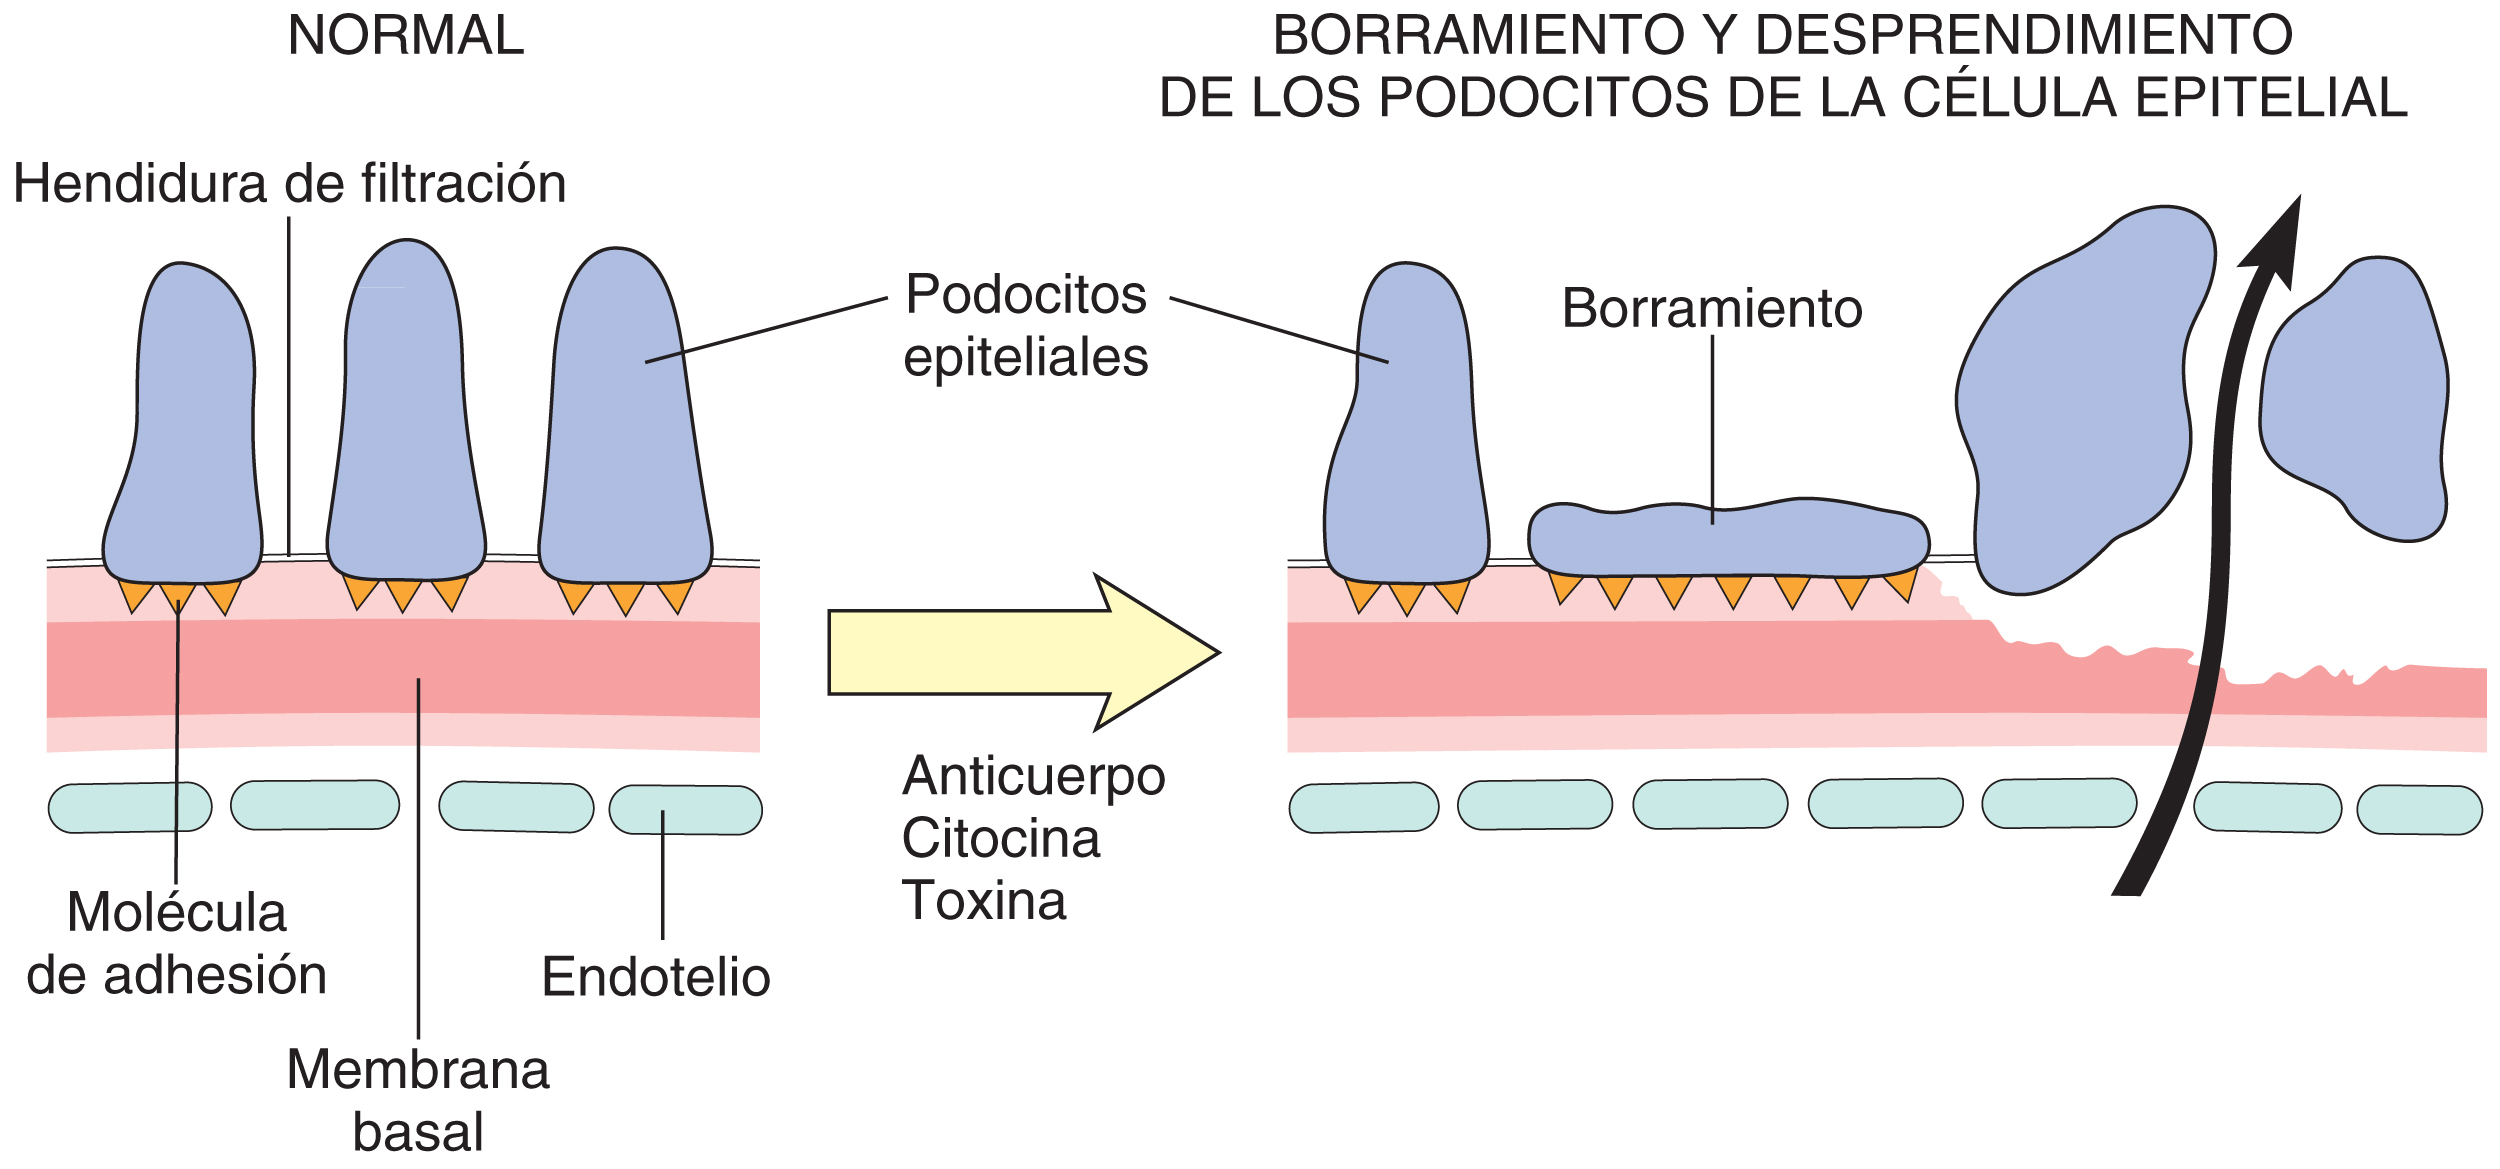 NORMAL
BORRAMIENTO Y DESPRENDIMIENTO
DE LOS PODOCITOS DE LA CÉLULA EPITELIAL
Hendidura de filtración
Podocitos
epiteliales
Borramiento
Anticuerpo
Citocina
Toxina
Molécula
de adhesión
Endotelio
Membrana
basal